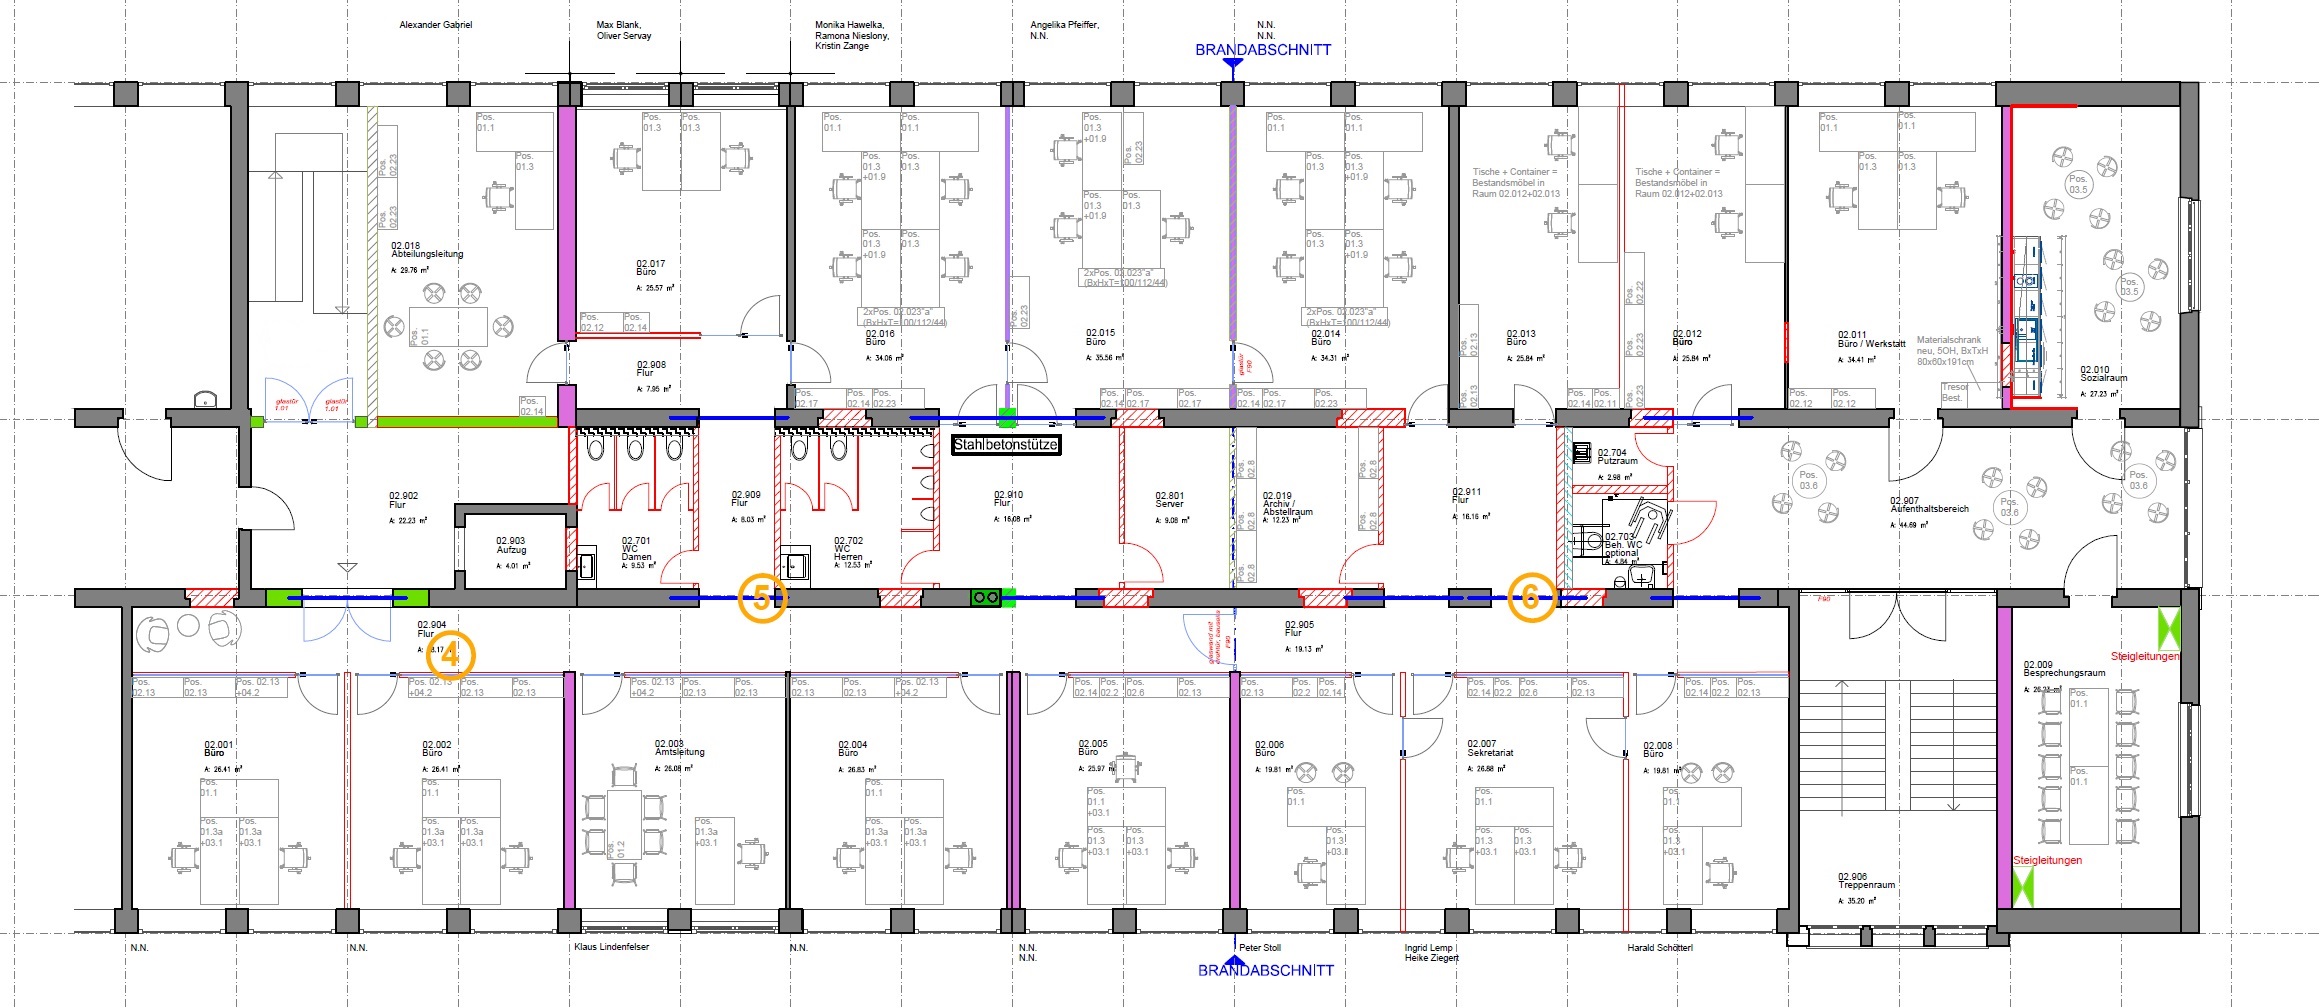 Alexander Gabriel
Max Blank,
Oliver Servay
Monika Hawelka,
Ramona Nieslony,
Kristin Zange
Angelika Pfeiffer,
N.N.
N.N.
N.N.
BRANDABSCHNITT
Pos.
01.1
Pos.
01.3
Pos.
02.23
Pos.
02.23
02.018
Abteilungsleitung
A: 29.76 m²
Pos.
01.1
Pos.
02.14
glastür
1.01
glastür
1.01
Pos.
01.3
Pos.
01.3
02.017
Büro
A: 25.57 m²
Pos.
02.12
Pos.
02.14
02.908
Flur
A: 7.95 m²
Pos.
01.1
Pos.
01.1
Pos.
01.3
+01.9
Pos.
01.3
Pos.
01.3
+01.9
Pos.
01.3
2xPos. 02.023"a"
(BxHxT=100/112/44)
02.016
Büro
A: 34.06 m²
Pos.
02.17
Pos.
02.14
Pos.
02.23
Pos.
01.3
+01.9
Pos.
02.23
Pos.
01.3
+01.9
Pos.
01.3
2xPos. 02.023"a"
(BxHxT=100/112/44)
Pos.
02.23
02.015
Büro
A: 35.56 m²
Pos.
02.14
Pos.
02.17
Pos.
02.17
Pos.
01.1
Pos.
01.1
Pos.
01.3
Pos.
01.3
+01.9
Pos.
01.3
Pos.
01.3
+01.9
2xPos. 02.023"a"
(BxHxT=100/112/44)
02.014
Büro
A: 34.31 m²
glastür
F90
Pos.
02.14
Pos.
02.17
Pos.
02.23
Tische + Container =
Bestandsmöbel in
Raum 02.012+02.013
02.013
Büro
A: 25.84 m²
Pos.
02.13
Pos.
02.13
Pos.
02.14
Pos.
02.11
Tische + Container =
Bestandsmöbel in
Raum 02.012+02.013
Pos.
02.22
Pos.
02.23
Pos.
02.23
02.012
Büro
A: 25.84 m²
Pos.
01.1
Pos.
01.1
Pos.
01.3
Pos.
01.3
02.011
Büro / Werkstatt
A: 34.41 m²
Materialschrank
neu, 5OH, BxTxH
80x60x191cm
Tresor
Best.
Pos.
02.12
Pos.
02.12
Pos.
03.5
Pos.
03.5
02.010
Sozialraum
A: 27.23 m²
Stahlbetonstütze
02.902
Flur
A: 22.23 m²
02.903
Aufzug
A: 4.01 m²
02.701
WC
Damen
A: 9.53 m²
02.909
Flur
A: 8.03 m²
02.702
WC
Herren
A: 12.53 m²
02.910
Flur
A: 16.08 m²
02.801
Server
A: 9.08 m²
Pos.
02.8
Pos.
02.8
Pos.
02.8
02.019
Archiv /
Abstellraum
A: 12.23 m²
Pos.
02.8
Pos.
02.8
02.911
Flur
A: 16.16 m²
02.704
Putzraum
A: 2.98 m²
02.703
Beh. WC
optional
A: 4.84 m²
Pos.
03.6
02.907
Aufenthaltsbereich
A: 44.69 m²
Pos.
03.6
Pos.
03.6
5
6
4
02.904
Flur
02.905
Flur
A: 19.13 m²
F90
F90
Pos.
02.13
Pos.
02.13
Pos. 02.13
+04.2
Pos. 02.13
+04.2
Pos.
02.13
Pos.
02.13
Pos. 02.13
+04.2
Pos.
02.13
Pos.
02.13
Pos.
02.13
Pos.
02.13
Pos. 02.13
+04.2
Pos.
02.14
Pos.
02.2
Pos.
02.6
Pos.
02.13
Pos.
02.13
Pos.
02.2
Pos.
02.14
Pos.
02.14
Pos.
02.2
Pos.
02.6
Pos.
02.13
Pos.
02.14
Pos.
02.2
Pos.
02.13
02.001
Büro
A: 26.41 m²
Pos.
01.1
Pos.
01.3a
+03.1
Pos.
01.3a
+03.1
02.002
Büro
A: 26.41 m²
Pos.
01.1
Pos.
01.3a
+03.1
Pos.
01.3a
+03.1
02.003
Amtsleitung
A: 26.08 m²
Pos.
01.2
Pos.
01.3a
+03.1
02.004
Büro
A: 26.83 m²
Pos.
01.1
Pos.
01.3a
+03.1
Pos.
01.3a
+03.1
02.005
Büro
A: 25.97 m²
Pos.
01.1
+03.1
Pos.
01.3
+03.1
Pos.
01.3
+03.1
02.006
Büro
A: 19.81 m²
Pos.
01.1
Pos.
01.3
+03.1
02.007
Sekretariat
A: 26.88 m²
Pos.
01.1
Pos.
01.3
+03.1
Pos.
01.3
+03.1
02.008
Büro
A: 19.81 m²
Pos.
01.1
Pos.
01.3
+03.1
02.906
Treppenraum
A: 35.20 m²
Steigleitungen
02.009
Besprechungsraum
Pos.
01.1
Pos.
01.1
Steigleitungen
N.N.
N.N.
Klaus Lindenfelser
N.N.
N.N.
N.N.
Peter Stoll
Ingrid Lemp
Heike Ziegert
Harald Schötterl
BRANDABSCHNITT